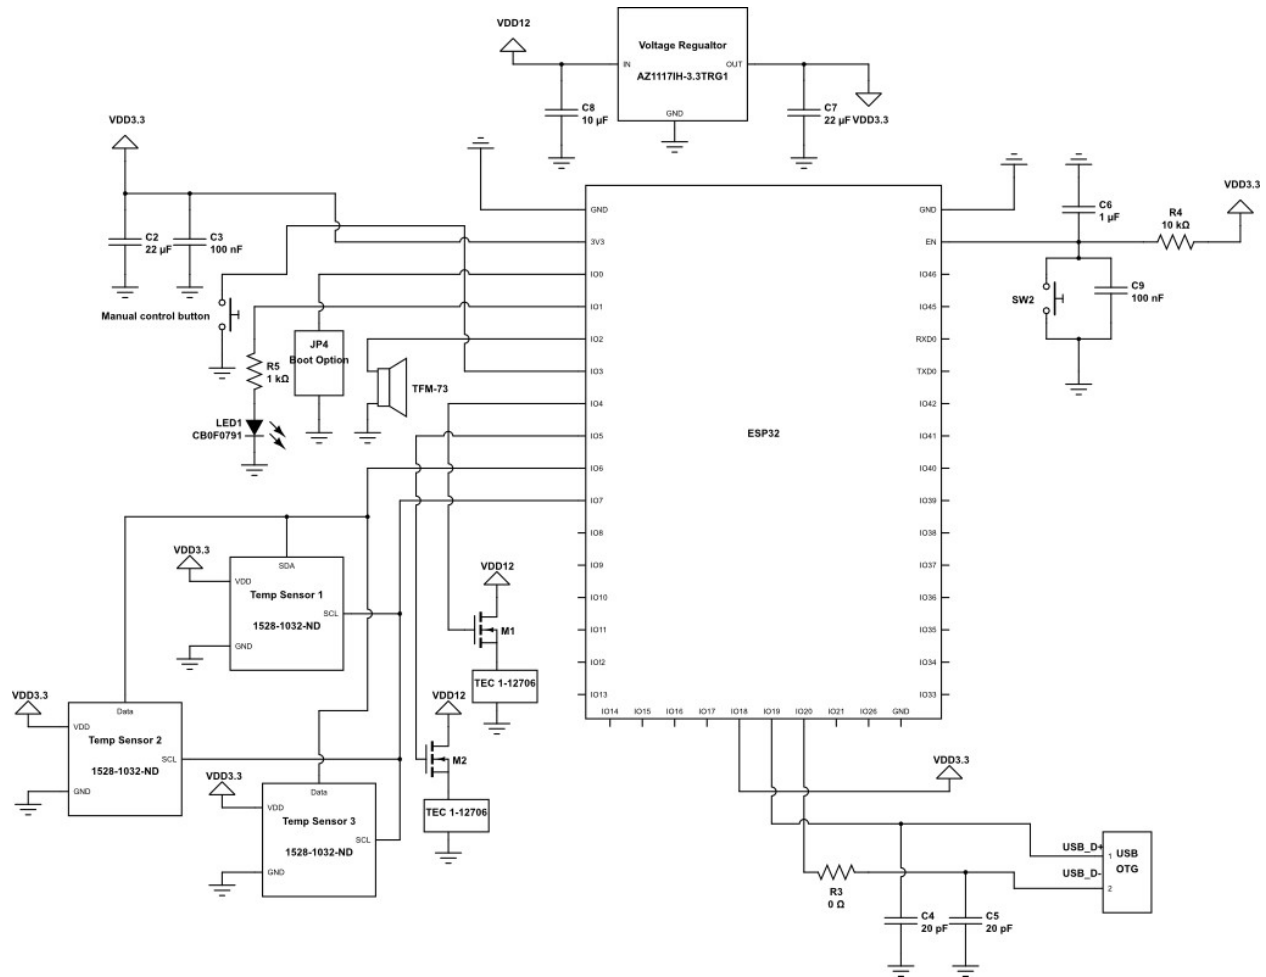 VDD12
Voltage Regualtor
IN
OUT
AZ1117IH-3.3TRG1
GND
C8
10 µF
C7
22 µF
VDD3.3
VDD3.3
C2
22 µF
C3
100 nF
Manual control button
R5
1 kΩ
LED1
CB0F0791
JP4
Boot Option
TFM-73
GND
3V3
IO0
IO1
IO2
IO3
IO4
IO5
IO6
IO7
IO8
IO9
IO10
IO11
IO12
IO13
ESP32
GND
EN
IO46
IO45
RXD0
TXD0
IO42
IO41
IO40
IO39
IO38
IO37
IO36
IO35
IO34
IO33
IO14
IO15
IO16
IO17
IO18
IO19
IO20
IO21
IO26
GND
C6
1 µF
R4
10 kΩ
VDD3.3
SW2
C9
100 nF
VDD3.3
SDA
VDD
Temp Sensor 1
SCL
1528-1032-ND
GND
VDD3.3
Data
VDD
Temp Sensor 2
SCL
1528-1032-ND
GND
VDD3.3
Data
VDD
Temp Sensor 3
SCL
1528-1032-ND
GND
VDD12
M1
TEC 1-12706
VDD12
M2
TEC 1-12706
VDD3.3
R3
0 Ω
C4
20 pF
C5
20 pF
USB_D+
1
USB
USB_D-
OTG
2